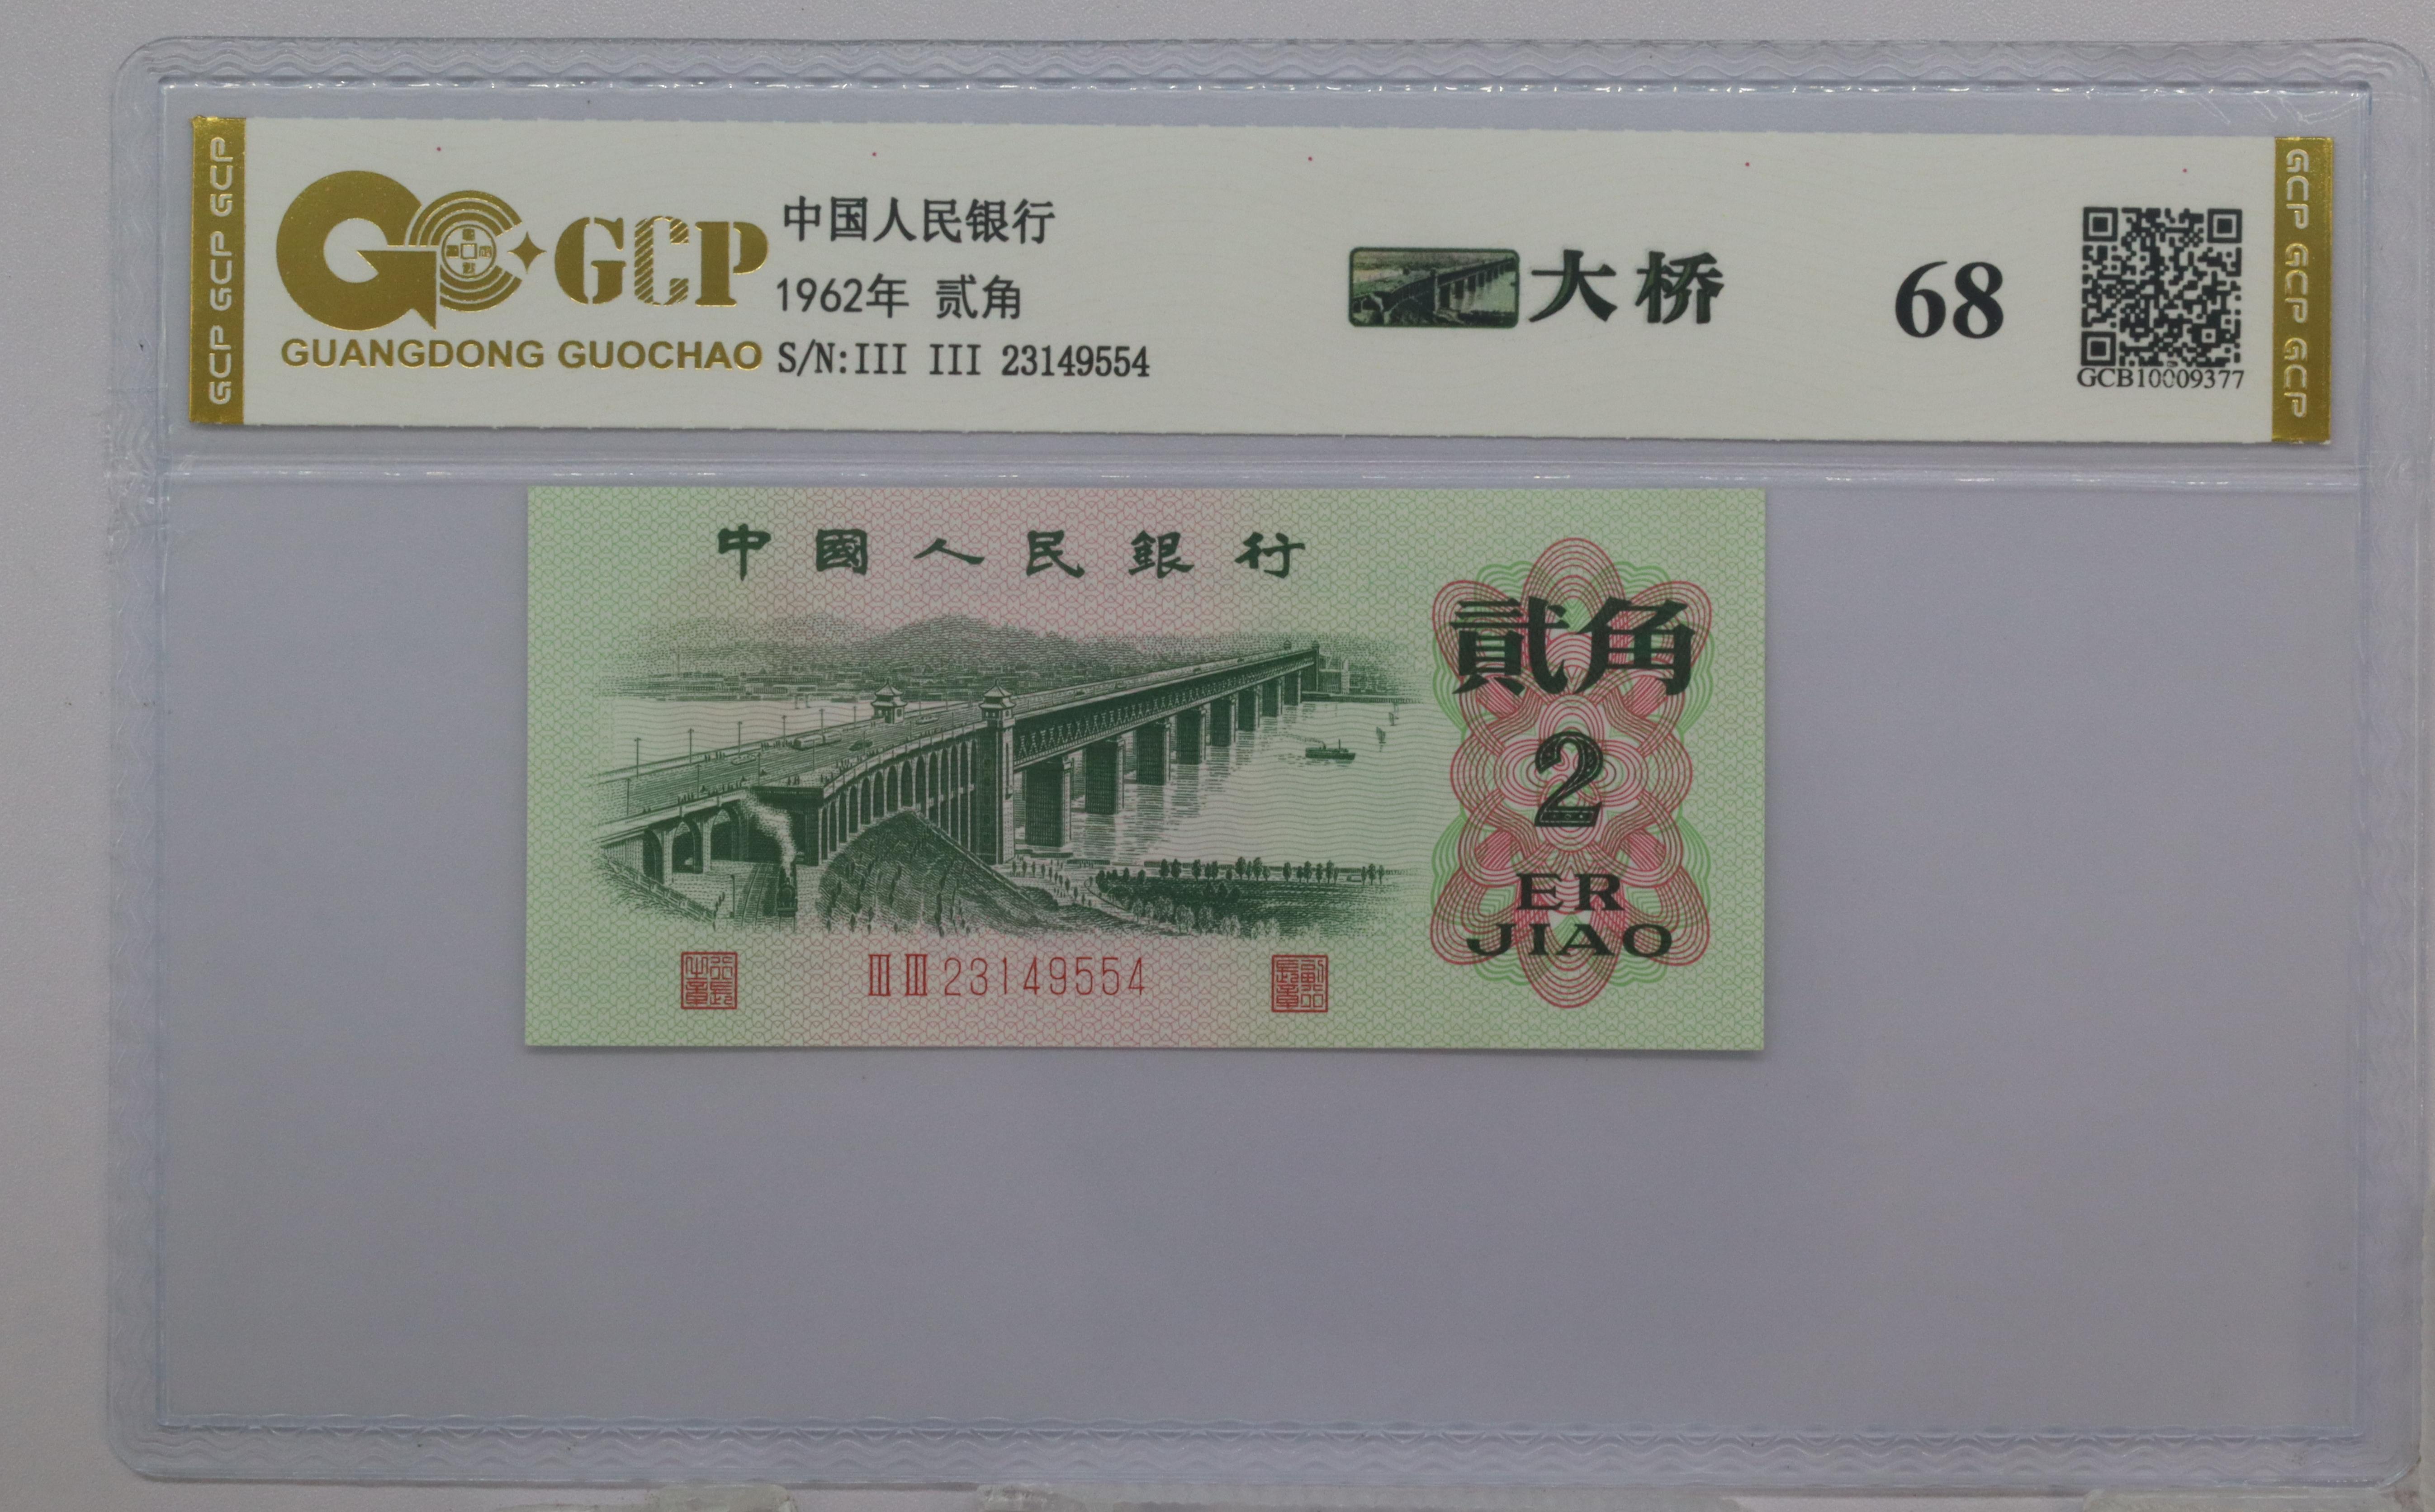 GCP GCP GCP
GCP
GUANGDONG GUOCHAO
中国人民银行
1962年 贰角
S/N:III III 23149554
大桥
68
GCB10009377
GCP GCP GCP
中國人民銀行
貳角
2
ER
JIAO
III III 23149554